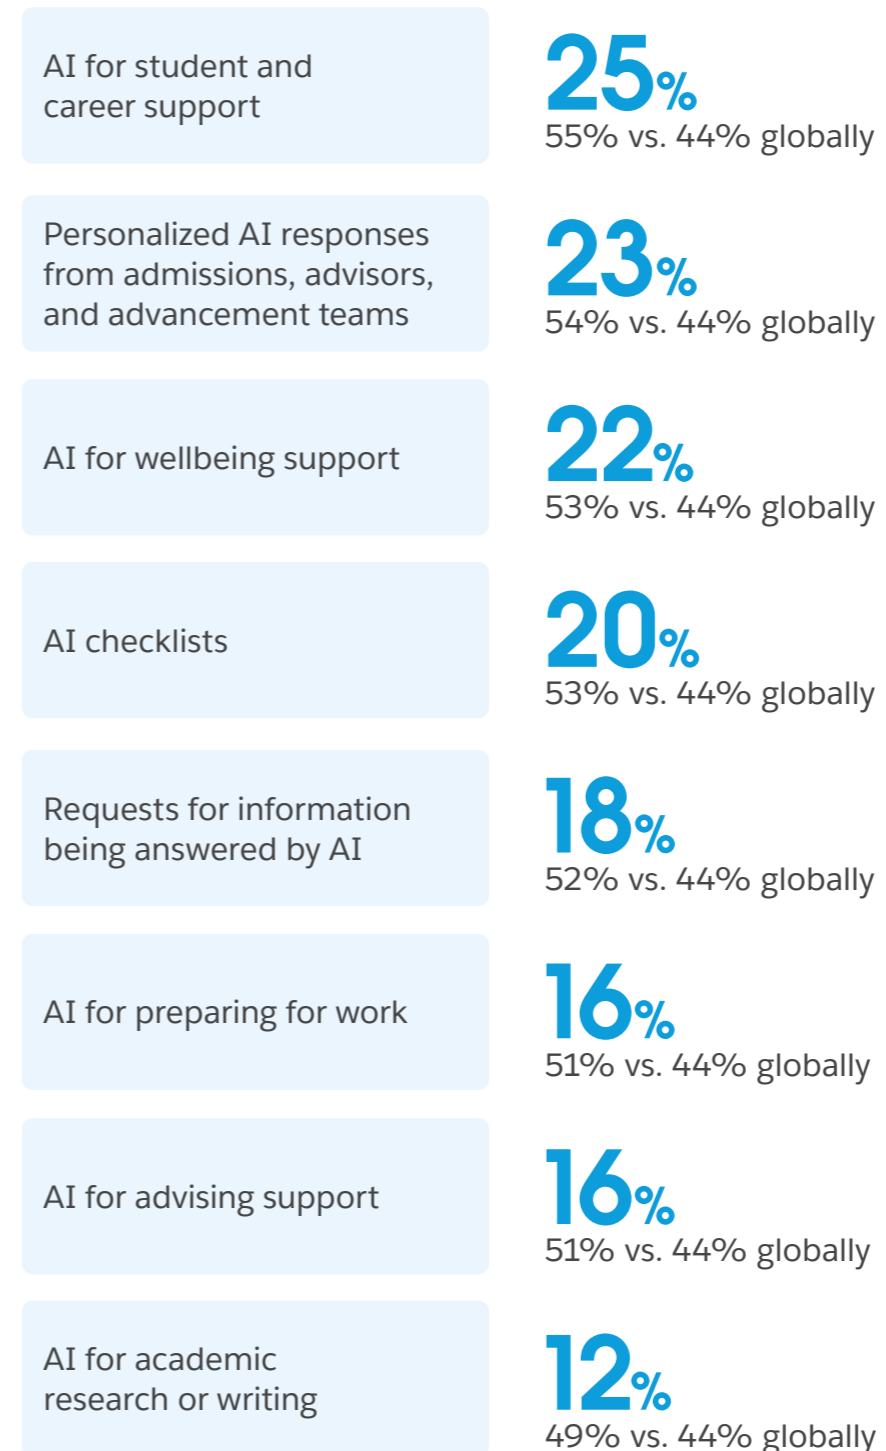 AI for student and
career support
25%
55% vs. 44% globally
Personalized AI responses
from admissions, advisors,
and advancement teams
23%
54% vs. 44% globally
AI for wellbeing support
22%
53% vs. 44% globally
AI checklists
20%
53% vs. 44% globally
Requests for information
being answered by AI
18%
52% vs. 44% globally
AI for preparing for work
16%
51% vs. 44% globally
AI for advising support
16%
51% vs. 44% globally
AI for academic
research or writing
12%
49% vs. 44% globally